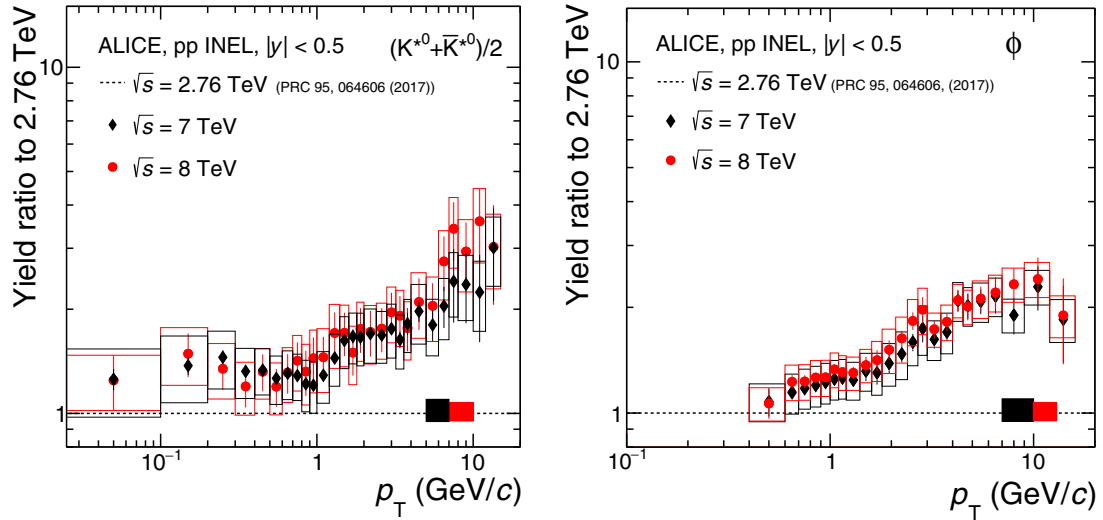 Yield ratio to 2.76 TeV
ALICE, pp INEL, |y| < 0.5 (K*⁰+K̅*⁰)/2
√s = 2.76 TeV (PRC 95, 064606 (2017))
√s = 7 TeV
√s = 8 TeV
10
1
10⁻¹ 1 10
p_T (GeV/c)
Yield ratio to 2.76 TeV
ALICE, pp INEL, |y| < 0.5 ϕ
√s = 2.76 TeV (PRC 95, 064606, (2017))
√s = 7 TeV
√s = 8 TeV
10
1
10⁻¹ 1 10
p_T (GeV/c)